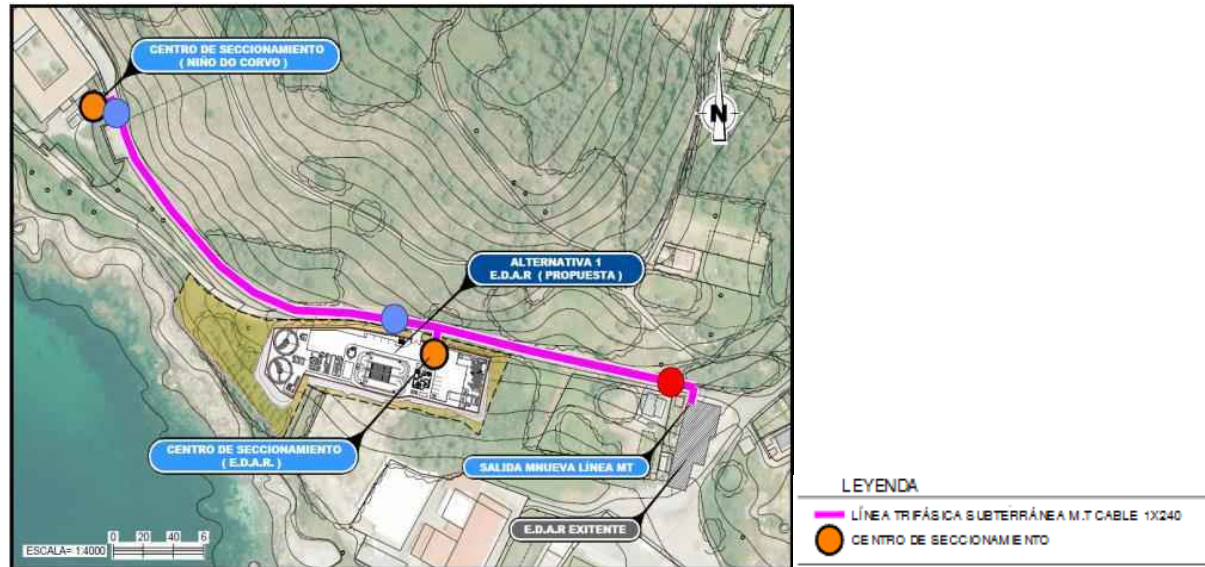 CENTRO DE SECCIONAMIENTO
( NIÑO DO CORVO )
N
ALTERNATIVA 1
E.D.A.R ( PROPUESTA )
CENTRO DE SECCIONAMIENTO
( E.D.A.R. )
SALIDA MNUEVA LÍNEA MT
E.D.A.R EXITENTE
ESCALA= 1:4000
0 20 40 6
LEYENDA
LÍNEA TRIFÁSICA SUBTERRÁNEA M.T CABLE 1X240
CENTRO DE SECCIONAMIENTO